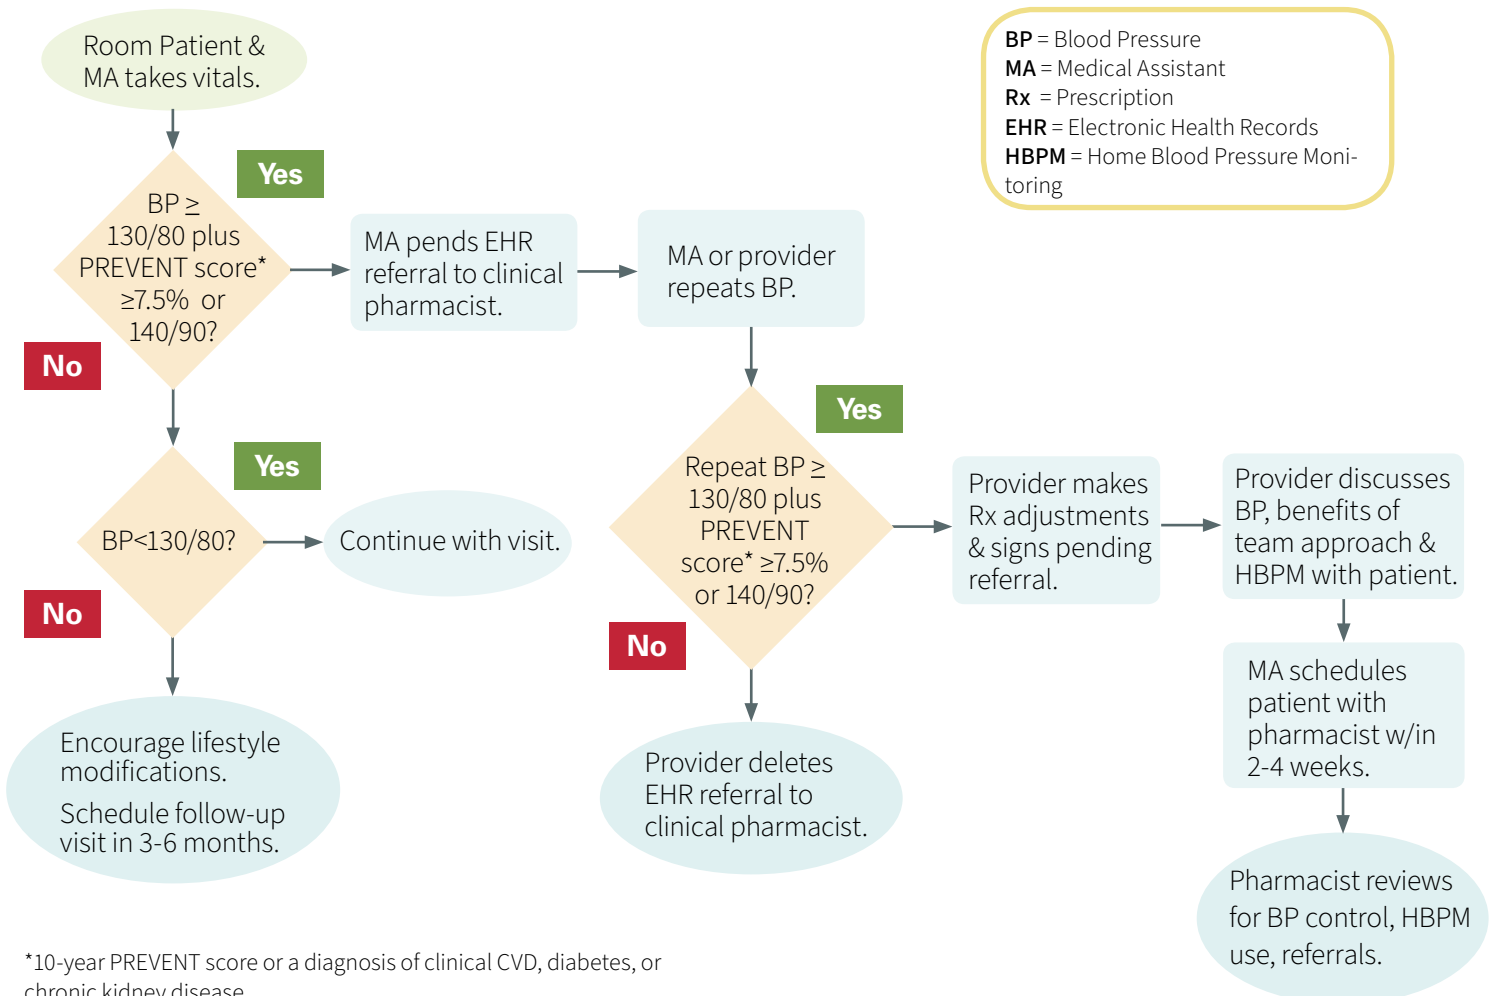 Room Patient &
MA takes vitals.
BP = Blood Pressure
MA = Medical Assistant
Rx = Prescription
EHR = Electronic Health Records
HBPM = Home Blood Pressure Moni-
toring
Yes
BP ≥
130/80 plus
PREVENT score*
≥7.5% or
140/90?
No
MA pends EHR
referral to clinical
pharmacist.
MA or provider
repeats BP.
Yes
BP<130/80?
No
Continue with visit.
Encourage lifestyle
modifications.
Schedule follow-up
visit in 3-6 months.
Yes
Repeat BP ≥
130/80 plus
PREVENT
score* ≥7.5%
or 140/90?
No
Provider deletes
EHR referral to
clinical pharmacist.
Provider makes
Rx adjustments
& signs pending
referral.
Provider discusses
BP, benefits of
team approach &
HBPM with patient.
MA schedules
patient with
pharmacist w/in
2-4 weeks.
Pharmacist reviews
for BP control, HBPM
use, referrals.
*10-year PREVENT score or a diagnosis of clinical CVD, diabetes, or
chronic kidney disease